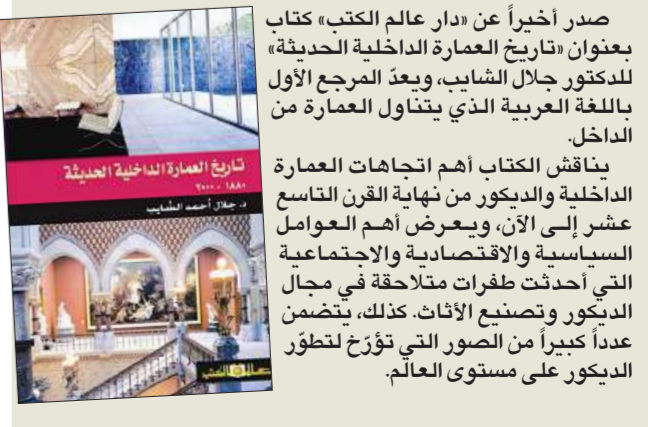 صدر أخيراً عن «دار عالم الكتب» كتاب
بعنوان «تاريخ العمارة الداخلية الحديثة»
للدكتور جلال الشايب، ويعدّ المرجع الأول
باللغة العربية الذي يتناول العمارة من
الداخل.
يناقش الكتاب أهم اتجاهات العمارة
الداخلية والديكور من نهاية القرن التاسع
عشر إلى الآن، ويعرض أهم العوامل
السياسية والاقتصادية والاجتماعية
التي أحدثت طفرات متلاحقة في مجال
الديكور وتصنيع الأثاث. كذلك، يتضمن
عدداً كبيراً من الصور التي تؤرّخ لتطوّر
الديكور على مستوى العالم.
تاريخ العمارة الداخلية الحديثة
١٨٨٠ - ٢٠٠٠
د. جلال أحمد الشايب
عالم الكتب